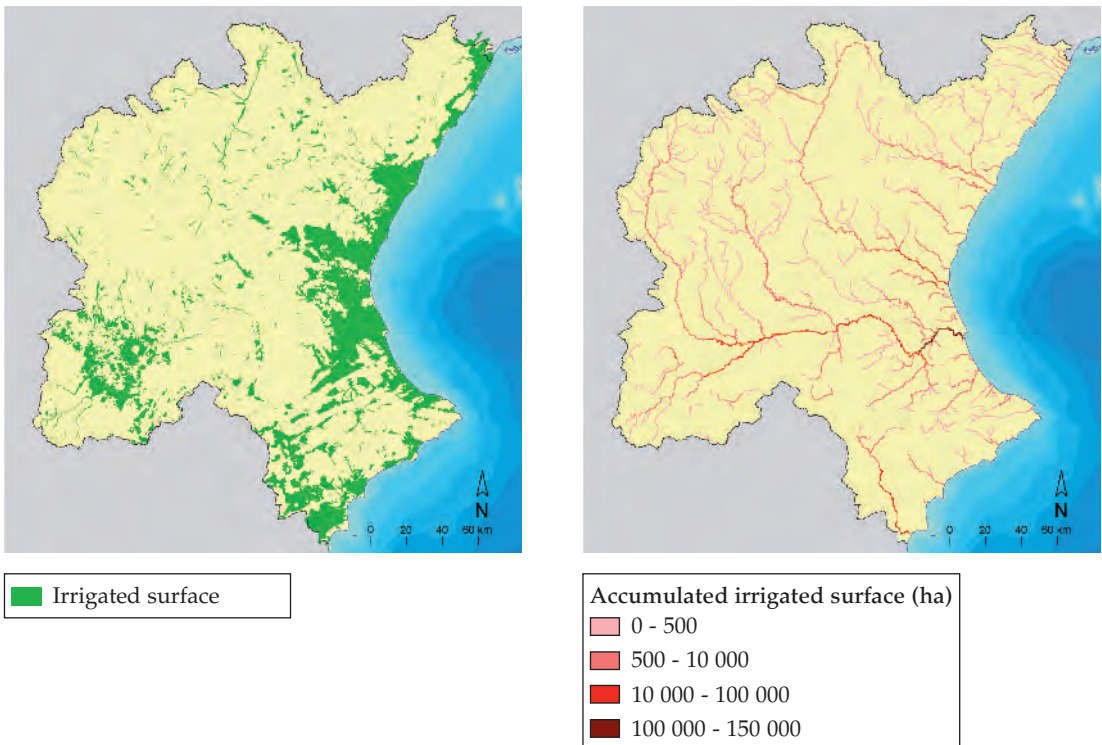 N
0 20 40 60 km
N
0 20 40 60 km
Irrigated surface
Accumulated irrigated surface (ha)
0 - 500
500 - 10 000
10 000 - 100 000
100 000 - 150 000